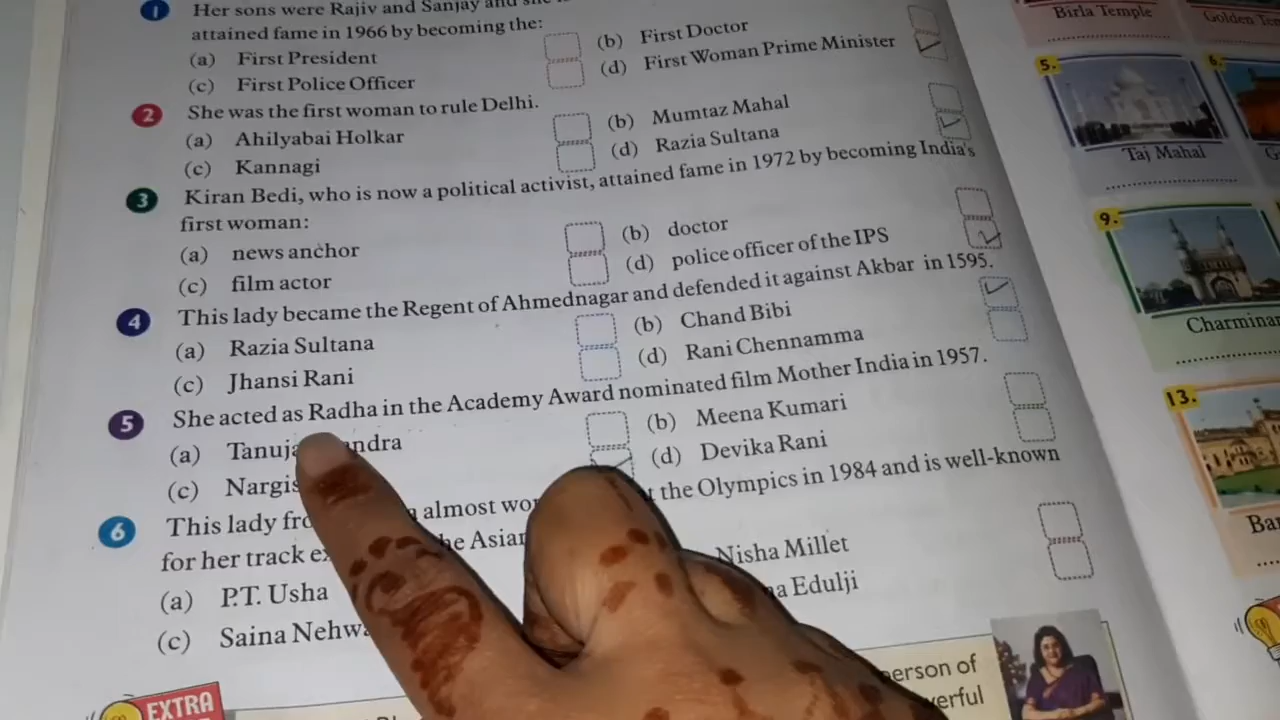 1 Her sons were Rajiv and Sanjay and she
attained fame in 1966 by becoming the:
(a) First President
(b) First Doctor
(c) First Police Officer
(d) First Woman Prime Minister
2 She was the first woman to rule Delhi.
(a) Ahilyabai Holkar
(b) Mumtaz Mahal
(c) Kannagi
(d) Razia Sultana
3 Kiran Bedi, who is now a political activist, attained fame in 1972 by becoming India's
first woman:
(a) news anchor
(b) doctor
(c) film actor
(d) police officer of the IPS
4 This lady became the Regent of Ahmednagar and defended it against Akbar in 1595.
(a) Razia Sultana
(b) Chand Bibi
(c) Jhansi Rani
(d) Rani Chennamma
5 She acted as Radha in the Academy Award nominated film Mother India in 1957.
(a)
(b) Meena Kumari
(c) Nargis
(d) Devika Rani
6 This lady almost the Olympics in 1984 and is well-known
for her track
(a) P.T. Usha
Nisha Millet
(c) Saina
Edulji
EXTRA
person of
Birla Temple
Golden
5.
6.
Taj Mahal
9.
Charminar
13.